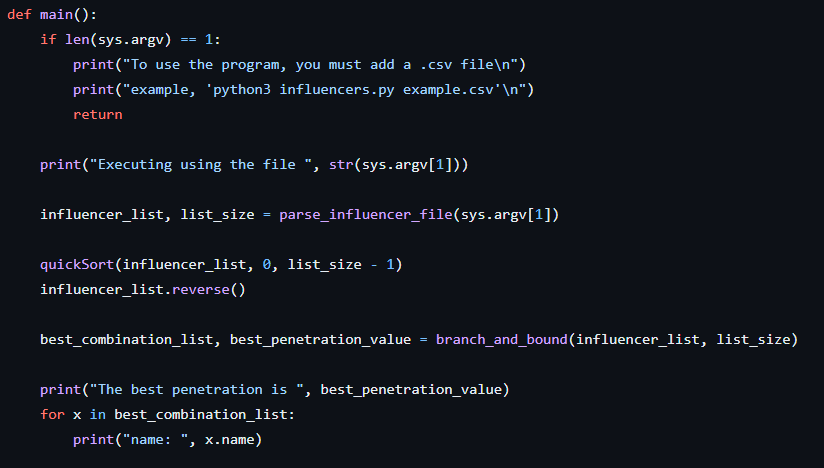 def main():
    if len(sys.argv) == 1:
        print("To use the program, you must add a .csv file\n")
        print("example, 'python3 influencers.py example.csv'\n")
        return
    print("Executing using the file ", str(sys.argv[1]))
    influencer_list, list_size = parse_influencer_file(sys.argv[1])
    quickSort(influencer_list, 0, list_size - 1)
    influencer_list.reverse()
    best_combination_list, best_penetration_value = branch_and_bound(influencer_list, list_size)
    print("The best penetration is ", best_penetration_value)
    for x in best_combination_list:
        print("name: ", x.name)